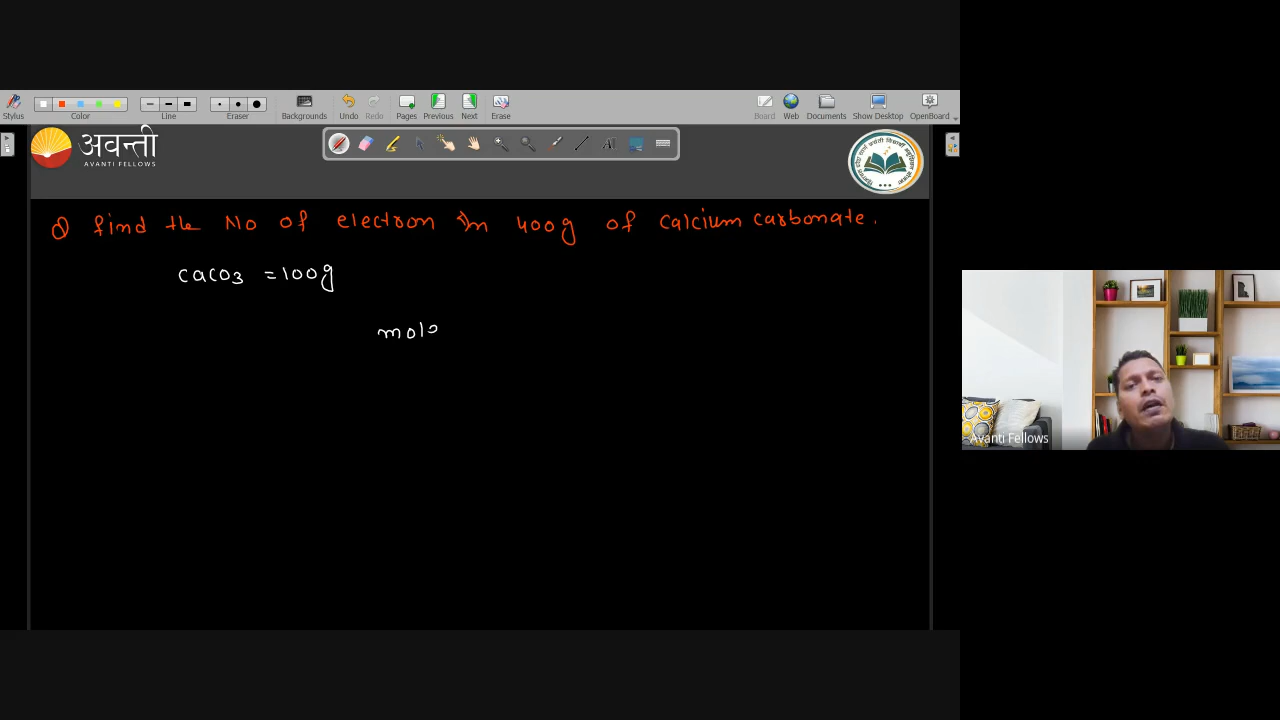 Stylus
Color
Line
Eraser
Backgrounds
Undo
Redo
Pages
Previous
Next
Erase
Board
Web
Documents
Show Desktop
OpenBoard
अवन्ती
AVANTI FELLOWS
Q) find the No of electron in 400g of calcium carbonate.
caco3 = 100g
mole
Avanti Fellows